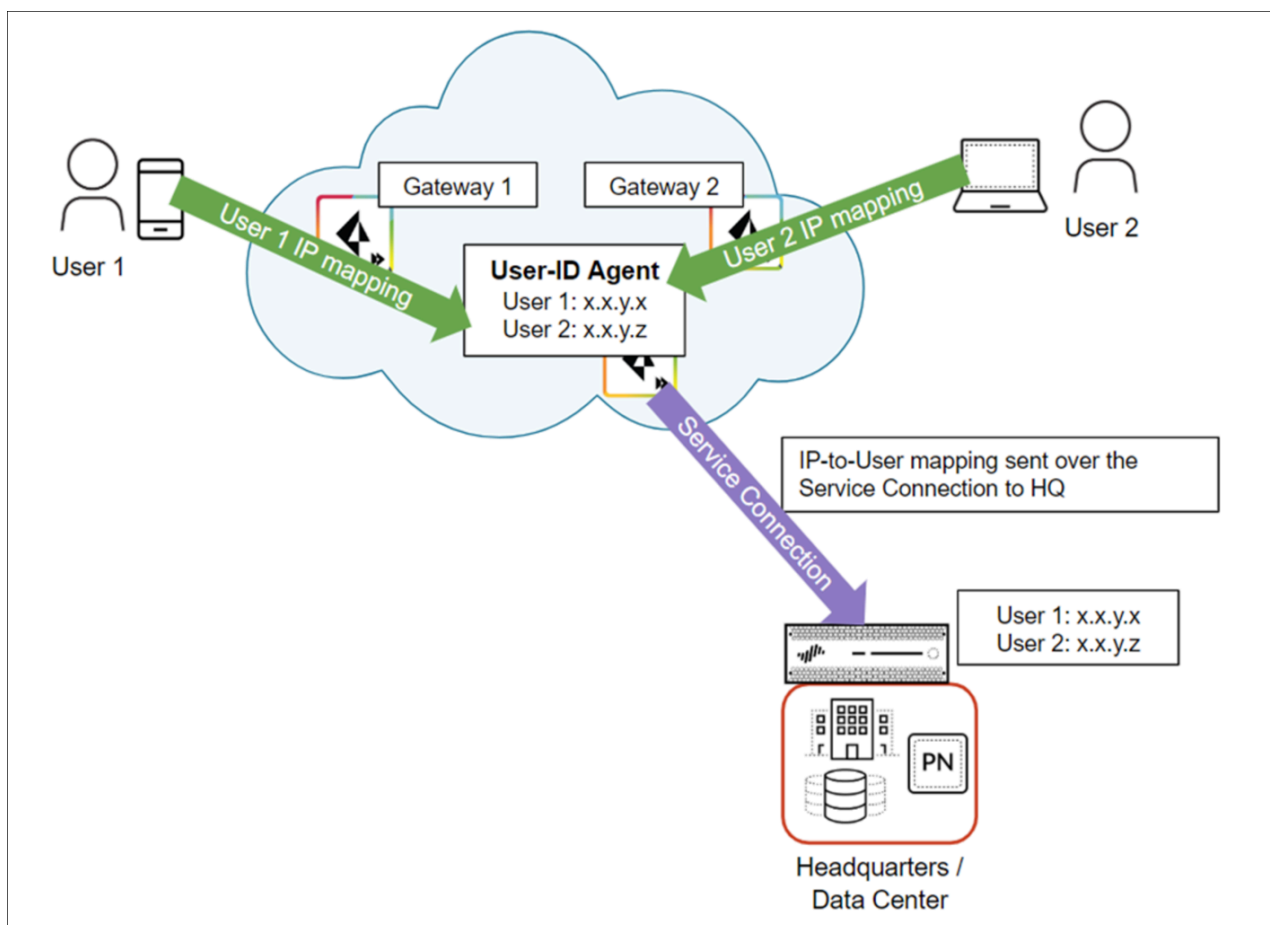 Gateway 1
Gateway 2
User 1 IP mapping
User 2 IP mapping
User 1
User 2
User-ID Agent
User 1: x.x.y.x
User 2: x.x.y.z
Service Connection
IP-to-User mapping sent over the
Service Connection to HQ
User 1: x.x.y.x
User 2: x.x.y.z
PN
Headquarters /
Data Center